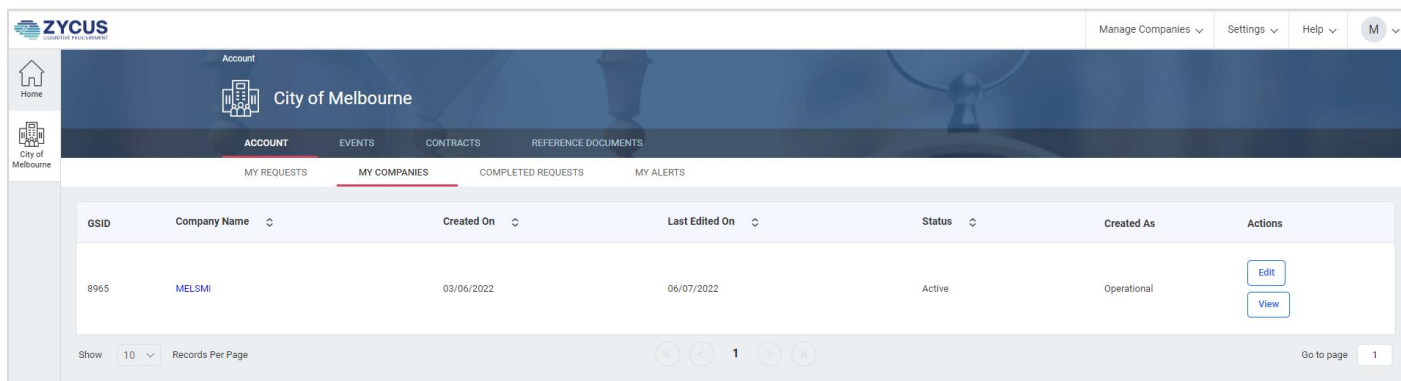 ZYCUS
COGNITIVE PROCUREMENT
Manage Companies Settings Help M
Home
City of
Melbourne
Account
City of Melbourne
ACCOUNT EVENTS CONTRACTS REFERENCE DOCUMENTS
MY REQUESTS MY COMPANIES COMPLETED REQUESTS MY ALERTS
GSID Company Name Created On Last Edited On Status Created As Actions
8965 MELSMI 03/06/2022 06/07/2022 Active Operational Edit
View
Show 10 Records Per Page 1 Go to page 1